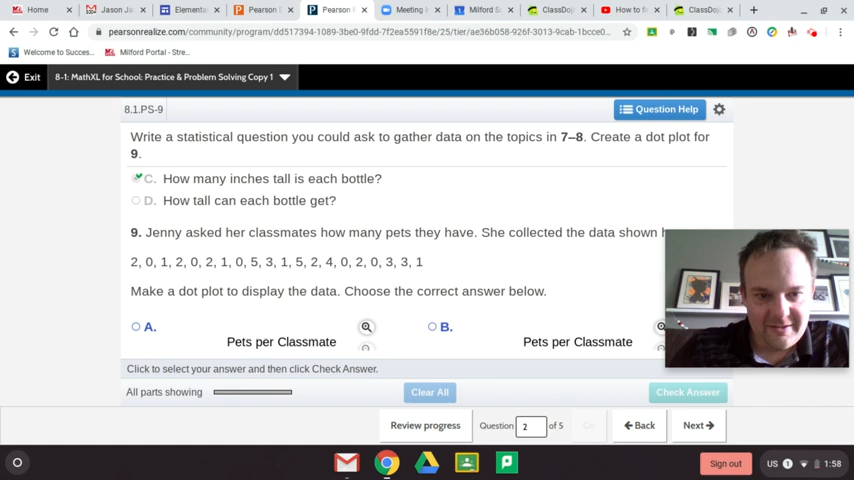 Home
Jason Ja
Elementa
Pearson F
Pearson F
Meeting i
Milford S
ClassDoj
How to fi
ClassDoj
pearsonrealize.com/community/program/dd517394-1089-3be0-9fdd-7f2ea5591f8e/25/tier/ae36b058-926f-3013-9cab-1bcce0...
Welcome to Succes...
Milford Portal - Stre...
Exit
8-1: MathXL for School: Practice & Problem Solving Copy 1
8.1.PS-9
Question Help
Write a statistical question you could ask to gather data on the topics in 7–8. Create a dot plot for
9.
C. How many inches tall is each bottle?
D. How tall can each bottle get?
9. Jenny asked her classmates how many pets they have. She collected the data shown
2, 0, 1, 2, 0, 2, 1, 0, 5, 3, 1, 5, 2, 4, 0, 2, 0, 3, 3, 1
Make a dot plot to display the data. Choose the correct answer below.
A.
B.
Pets per Classmate
Pets per Classmate
Click to select your answer and then click Check Answer.
All parts showing
Clear All
Check Answer
Review progress
Question 2 of 5
Go
Back
Next
Sign out
US
1
1:58